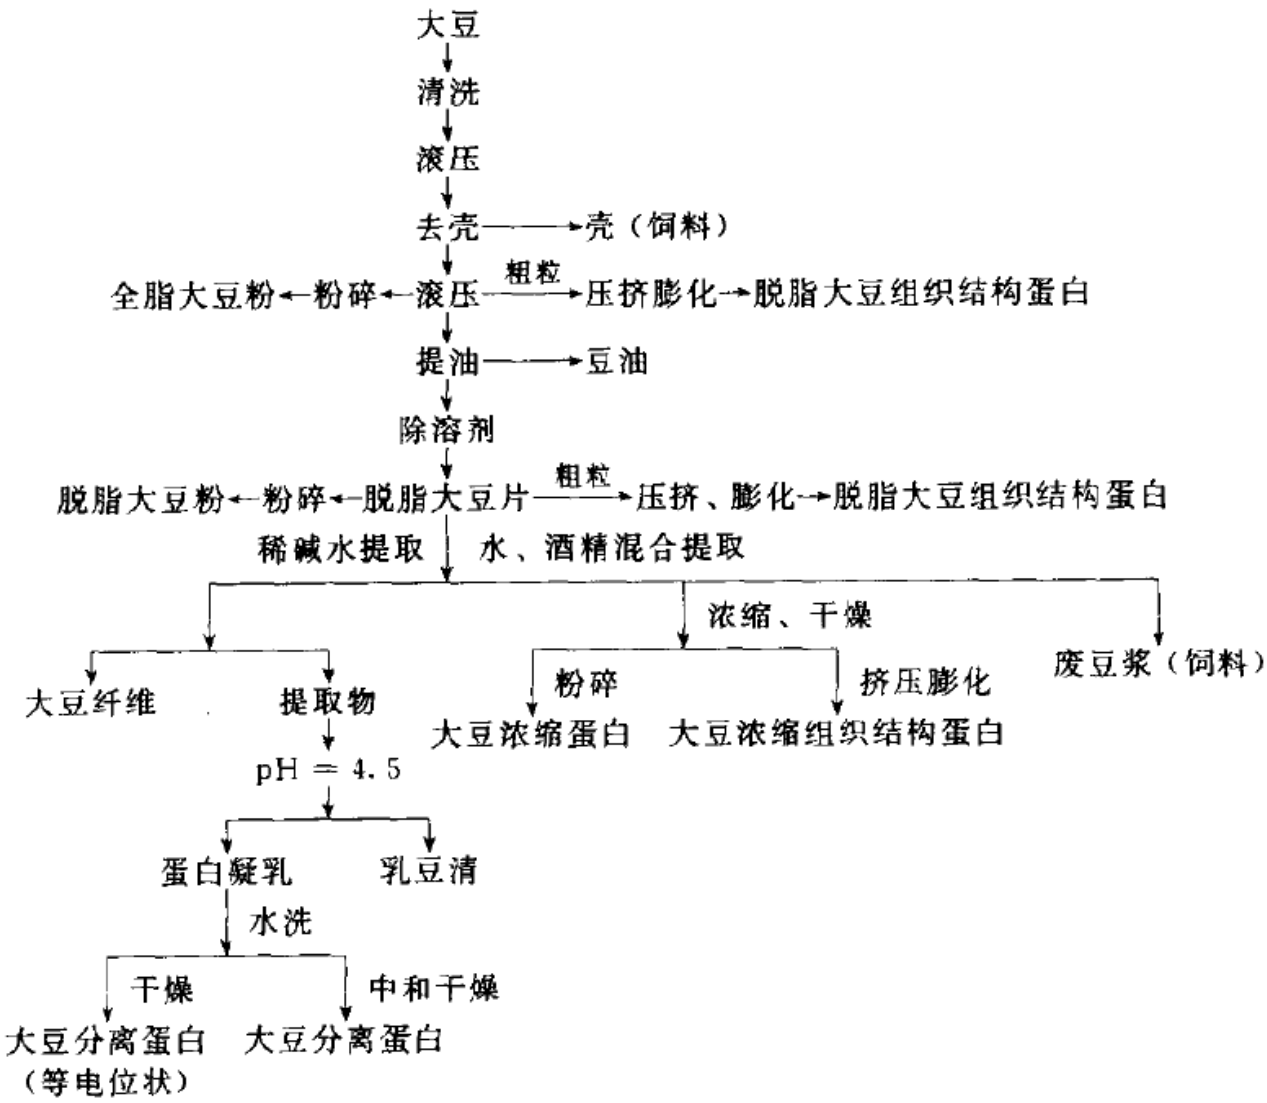 大豆
清洗
滚压
去壳 壳（饲料）
粗粒
全脂大豆粉 粉碎 滚压 压挤膨化 脱脂大豆组织结构蛋白
提油 豆油
除溶剂
粗粒
脱脂大豆粉 粉碎 脱脂大豆片 压挤、膨化 脱脂大豆组织结构蛋白
稀碱水提取 水、酒精混合提取
浓缩、干燥
废豆浆（饲料）
粉碎 挤压膨化
大豆纤维 提取物
大豆浓缩蛋白 大豆浓缩组织结构蛋白
pH = 4.5
蛋白凝乳 乳豆清
水洗
干燥 中和干燥
大豆分离蛋白 大豆分离蛋白
（等电位状）